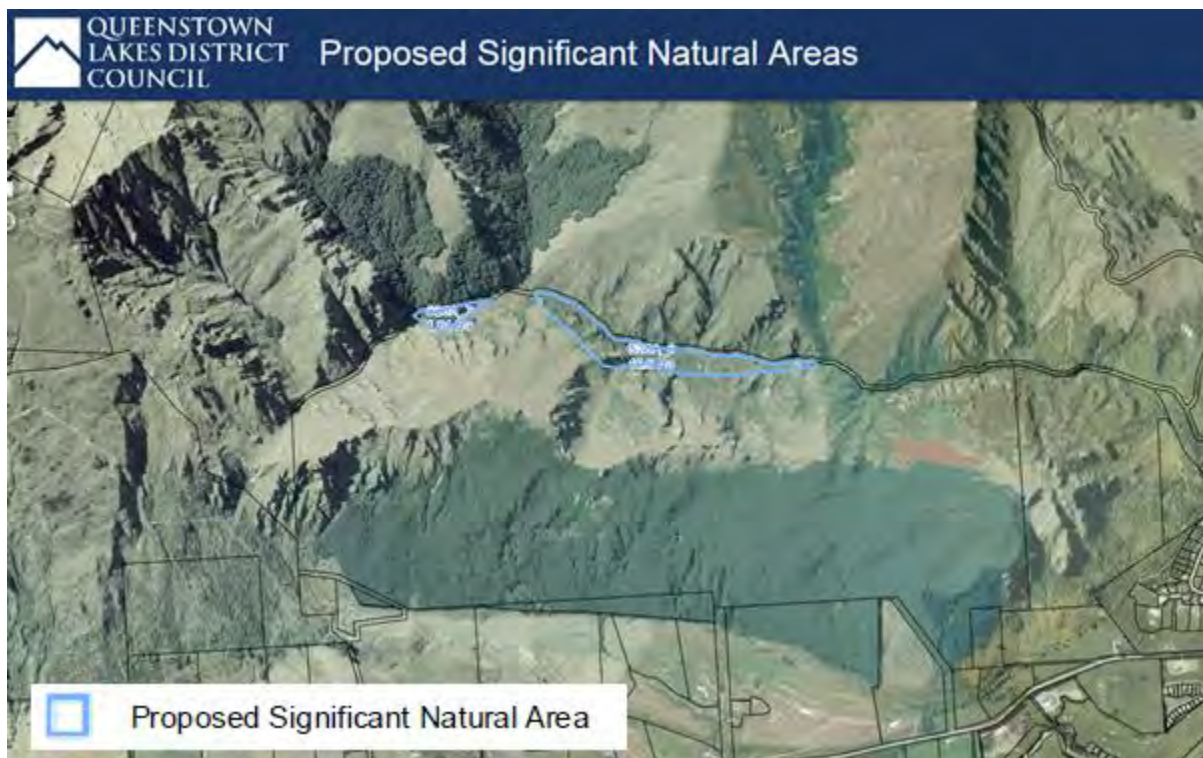 QUEENSTOWN
LAKES DISTRICT
COUNCIL
Proposed Significant Natural Areas
Proposed Significant Natural Area